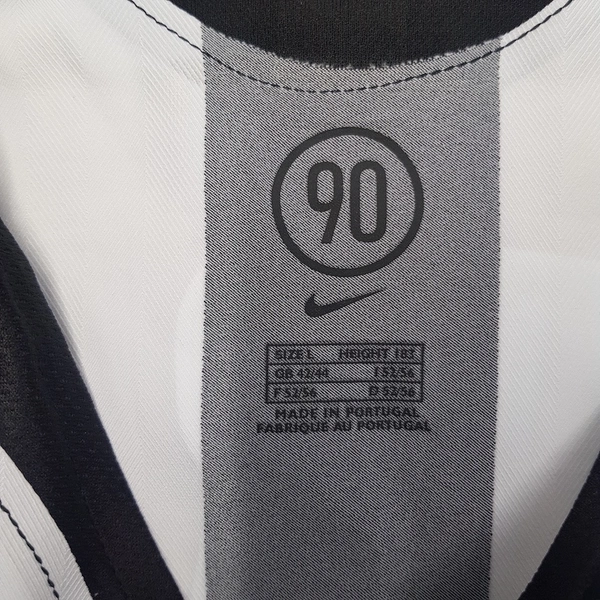 90
SIZE L HEIGHT 183
GB 42/44 I 52/56
F 52/56 D 52/56
MADE IN PORTUGAL
FABRIQUE AU PORTUGAL